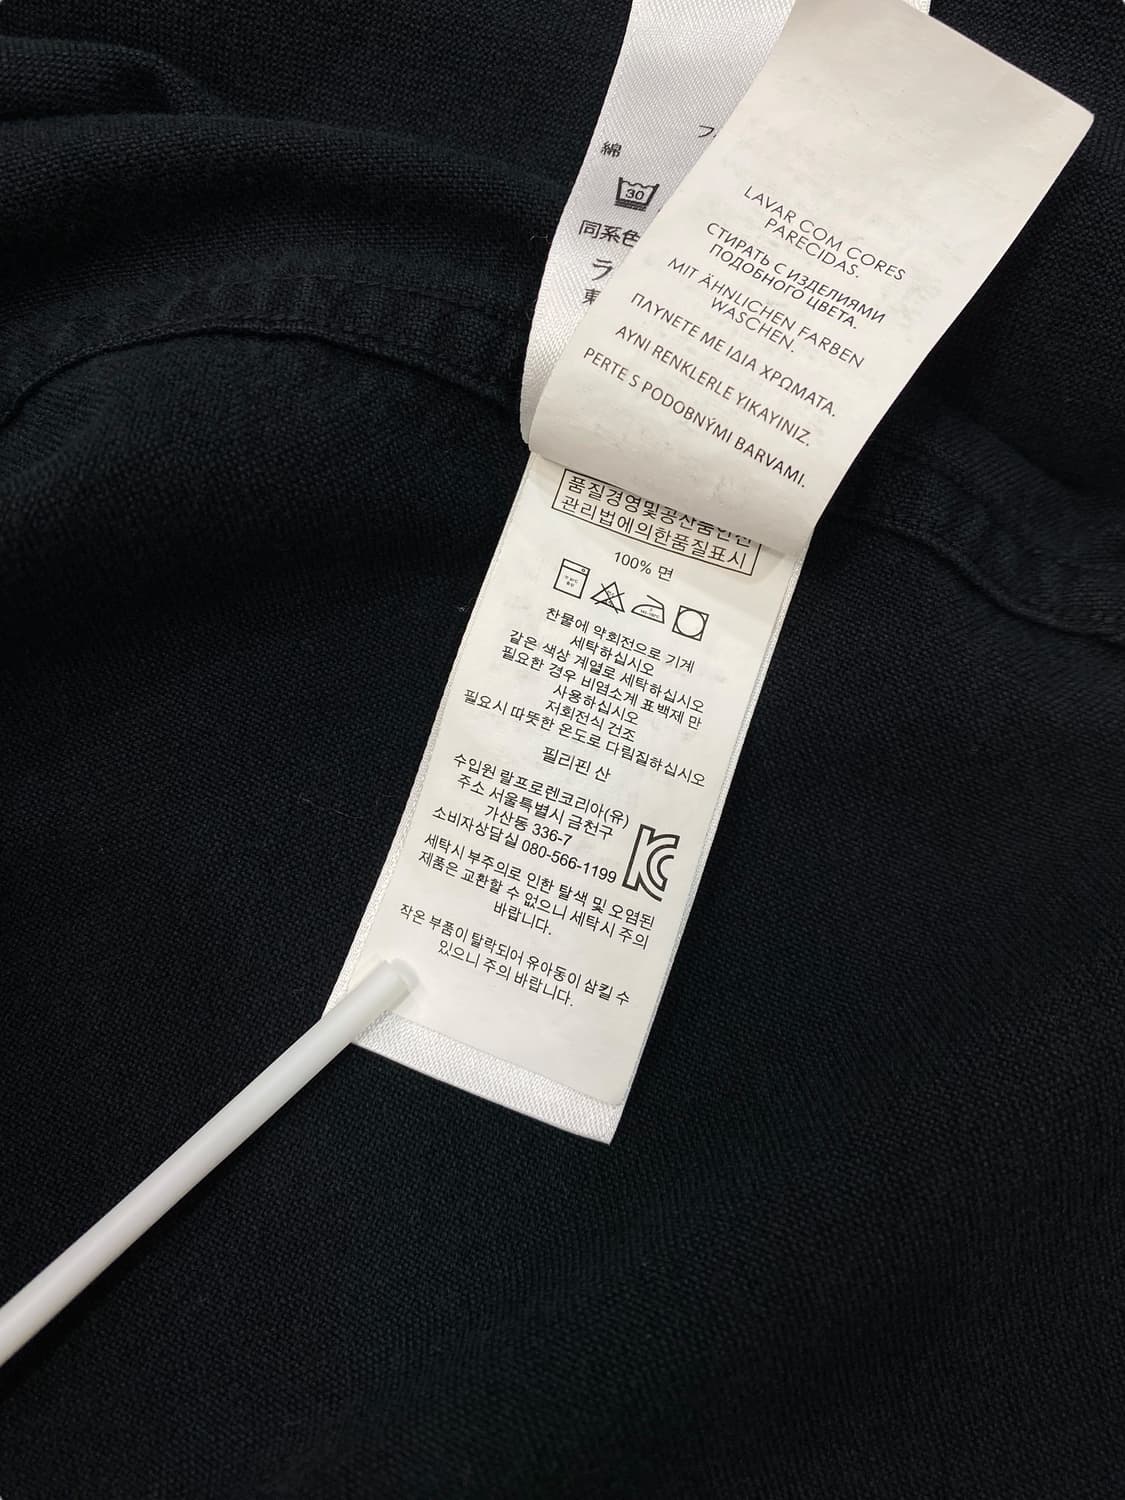 綿
30
同系色
LAVAR COM CORES
PARECIDAS.
СТИРАТЬ С ИЗДЕЛИЯМИ
ПОДОБНОГО ЦВЕТА.
MIT ÄHNLICHEN FARBEN
WASCHEN.
ΠΛΥΝΕΤΕ ΜΕ ΙΔΙΑ ΧΡΩΜΑΤΑ.
AYNI RENKLERLE YIKAYINIZ.
PERTE S PODOBNÝMI BARVAMI.
품질경영및공산품안전
관리법에의한품질표시
100% 면
찬물에 약회전으로 기계
세탁하십시오
같은 색상 계열로 세탁하십시오
필요한 경우 비염소계 표백제 만
사용하십시오
저회전식 건조
필요시 따뜻한 온도로 다림질하십시오
필리핀 산
수입원 랄프로렌코리아(유)
주소 서울특별시 금천구
가산동 336-7
소비자상담실 080-566-1199
세탁시 부주의로 인한 탈색 및 오염된
제품은 교환할 수 없으니 세탁시 주의
바랍니다.
작은 부품이 탈락되어 유아동이 삼킬 수
있으니 주의 바랍니다.